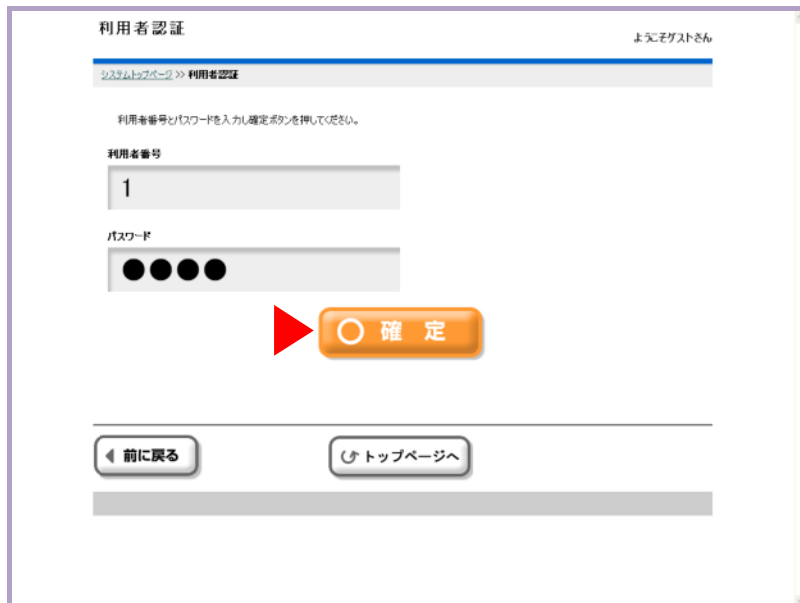 利用者認証
ようこそゲストさん
システムトップページ >> 利用者認証
利用者番号とパスワードを入力し確定ボタンを押してください。
利用者番号
1
パスワード
●●●●
確 定
前に戻る
トップページへ